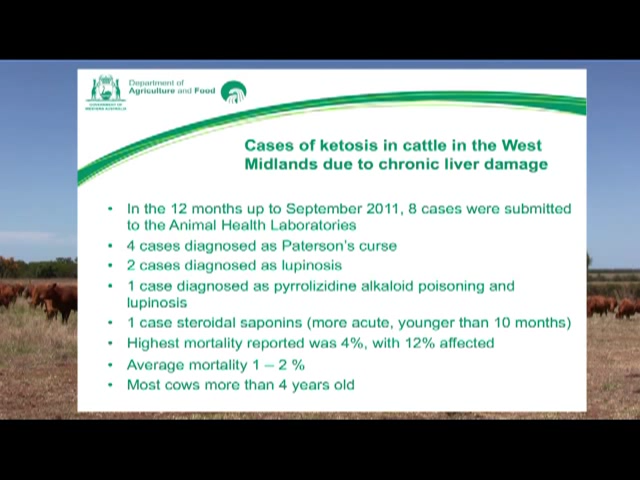 Department of
Agriculture and Food
GOVERNMENT OF
WESTERN AUSTRALIA
Cases of ketosis in cattle in the West
Midlands due to chronic liver damage
• In the 12 months up to September 2011, 8 cases were submitted
to the Animal Health Laboratories
• 4 cases diagnosed as Paterson's curse
• 2 cases diagnosed as lupinosis
• 1 case diagnosed as pyrrolizidine alkaloid poisoning and
lupinosis
• 1 case steroidal saponins (more acute, younger than 10 months)
• Highest mortality reported was 4%, with 12% affected
• Average mortality 1 – 2 %
• Most cows more than 4 years old